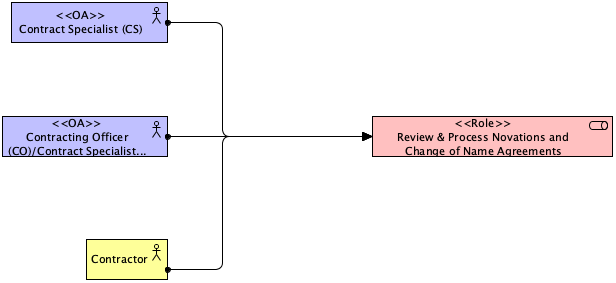 <<OA>>
Contract Specialist (CS)
<<OA>>
Contracting Officer
(CO)/Contract Specialist...
<<Role>>
Review & Process Novations and
Change of Name Agreements
Contractor